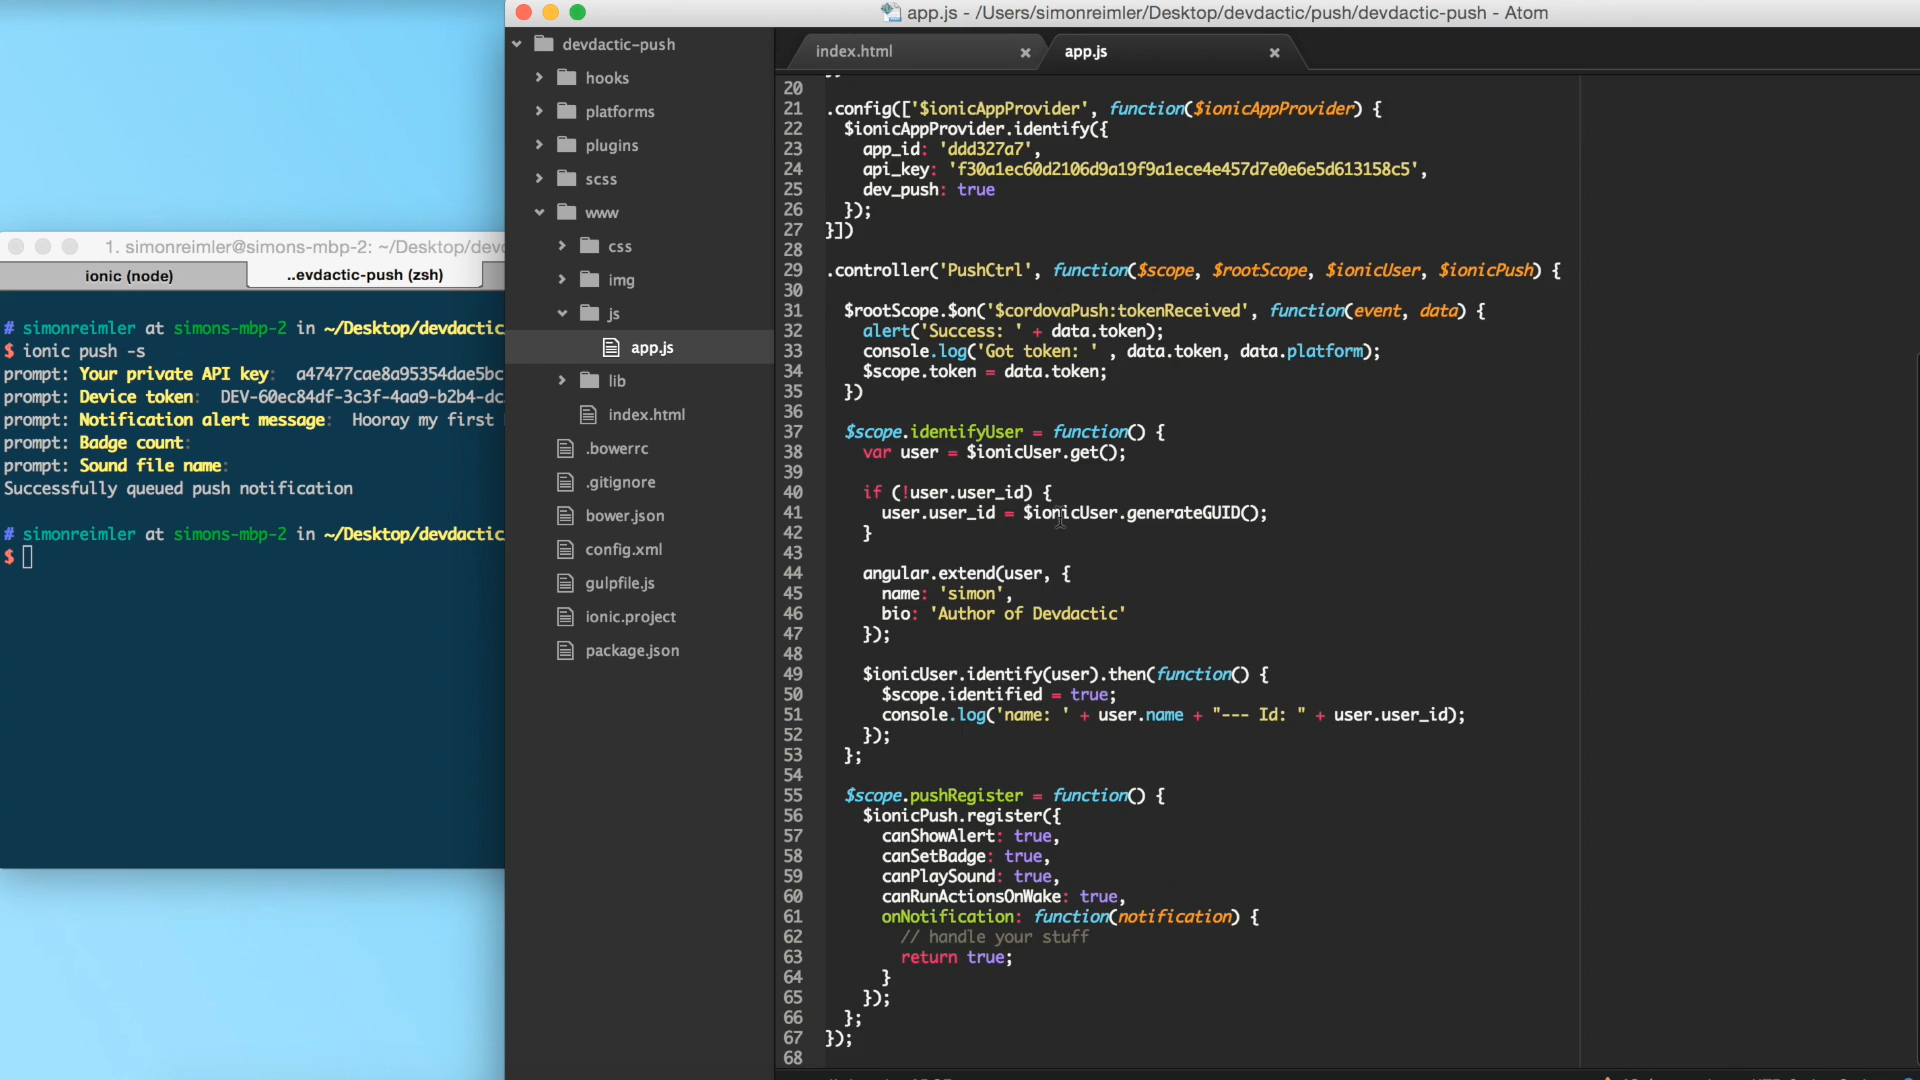 app.js - /Users/simonreimler/Desktop/devdactic/push/devdactic-push - Atom
devdactic-push
hooks
platforms
plugins
scss
www
css
img
js
app.js
lib
index.html
.bowerrc
.gitignore
bower.json
config.xml
gulpfile.js
ionic.project
package.json
1. simonreimler@simons-mbp-2: ~/Desktop/devd
ionic (node)
..evdactic-push (zsh)
# simonreimler at simons-mbp-2 in ~/Desktop/devdactic
$ ionic push -s
prompt: Your private API key: a47477cae8a95354dae5bc
prompt: Device token: DEV-60ec84df-3c3f-4aa9-b2b4-dc
prompt: Notification alert message: Hooray my first
prompt: Badge count:
prompt: Sound file name:
Successfully queued push notification
# simonreimler at simons-mbp-2 in ~/Desktop/devdactic
$
index.html
app.js
20
21 .config(['$ionicAppProvider', function($ionicAppProvider) {
22 $ionicAppProvider.identify({
23 app_id: 'ddd327a7',
24 api_key: 'f30a1ec60d2106d9a19f9a1ece4e457d7e0e6e5d613158c5',
25 dev_push: true
26 });
27 }])
28
29 .controller('PushCtrl', function($scope, $rootScope, $ionicUser, $ionicPush) {
30
31 $rootScope.$on('$cordovaPush:tokenReceived', function(event, data) {
32 alert('Success: ' + data.token);
33 console.log('Got token: ' , data.token, data.platform);
34 $scope.token = data.token;
35 })
36
37 $scope.identifyUser = function() {
38 var user = $ionicUser.get();
39
40 if (!user.user_id) {
41 user.user_id = $ionicUser.generateGUID();
42 }
43
44 angular.extend(user, {
45 name: 'simon',
46 bio: 'Author of Devdactic'
47 });
48
49 $ionicUser.identify(user).then(function() {
50 $scope.identified = true;
51 console.log('name: ' + user.name + "--- Id: " + user.user_id);
52 });
53 };
54
55 $scope.pushRegister = function() {
56 $ionicPush.register({
57 canShowAlert: true,
58 canSetBadge: true,
59 canPlaySound: true,
60 canRunActionsOnWake: true,
61 onNotification: function(notification) {
62 // handle your stuff
63 return true;
64 }
65 });
66 };
67 });
68